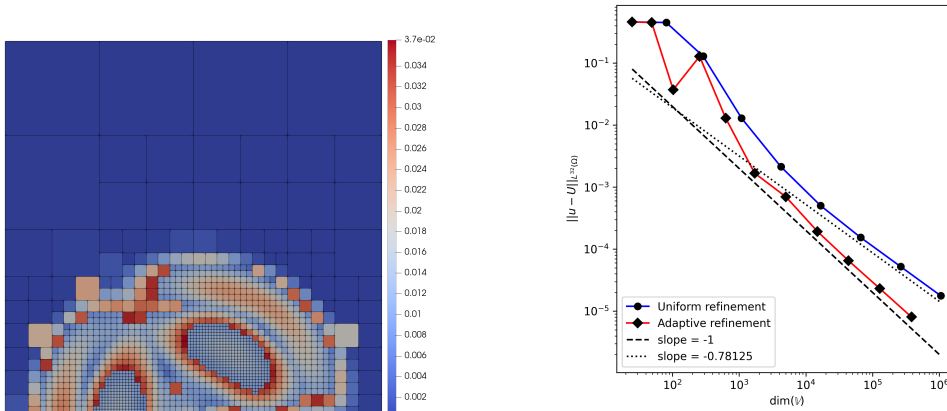 3.7e-02
0.034
0.032
0.03
0.028
0.026
0.024
0.022
0.02
0.018
0.016
0.014
0.012
0.01
0.008
0.006
0.004
0.002
||u − U||_{L^{32}(Ω)}
10^{-1}
10^{-2}
10^{-3}
10^{-4}
10^{-5}
Uniform refinement
Adaptive refinement
slope = -1
slope = -0.78125
10^2 10^3 10^4 10^5 10^6
dim(𝕍)